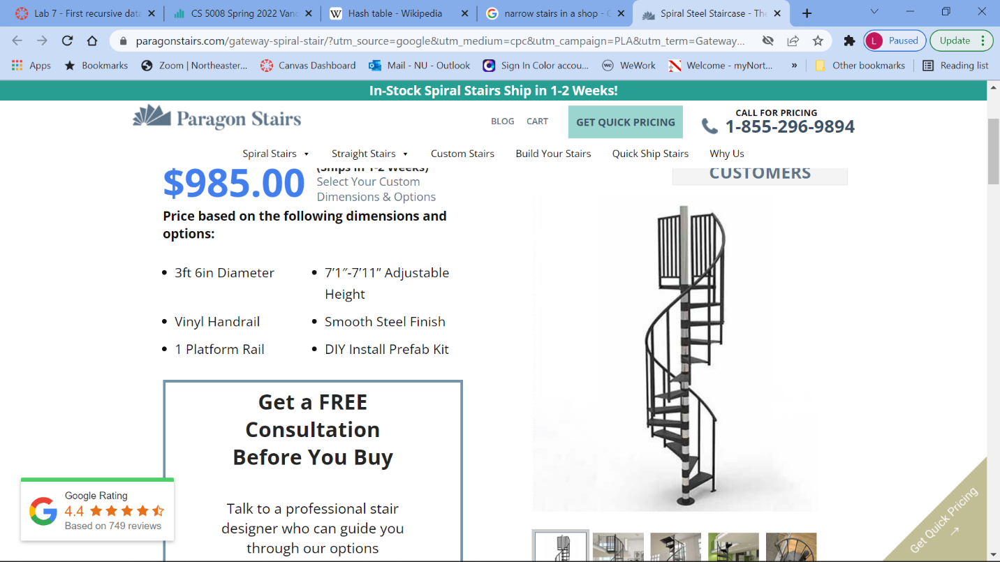 Lab 7 - First recursive data
CS 5008 Spring 2022 Vanc
Hash table - Wikipedia
narrow stairs in a shop - G
Spiral Steel Staircase - The
paragonstairs.com/gateway-spiral-stair/?utm_source=google&utm_medium=cpc&utm_campaign=PLA&utm_term=Gateway...
L Paused
Update
Apps
Bookmarks
Zoom | Northeaster...
Canvas Dashboard
Mail - NU - Outlook
Sign In Color accou...
WeWork
Welcome - myNort...
»
Other bookmarks
Reading list
In-Stock Spiral Stairs Ship in 1-2 Weeks!
Paragon Stairs
BLOG
CART
GET QUICK PRICING
CALL FOR PRICING
1-855-296-9894
Spiral Stairs
Straight Stairs
Custom Stairs
Build Your Stairs
Quick Ship Stairs
Why Us
$985.00
(Ships in 1-2 Weeks)
Select Your Custom
Dimensions & Options
CUSTOMERS
Price based on the following dimensions and
options:
• 3ft 6in Diameter
• 7’1″-7’11” Adjustable
Height
• Vinyl Handrail
• Smooth Steel Finish
• 1 Platform Rail
• DIY Install Prefab Kit
Get a FREE
Consultation
Before You Buy
Talk to a professional stair
designer who can guide you
through our options
Google Rating
4.4
Based on 749 reviews
Get Quick Pricing
→